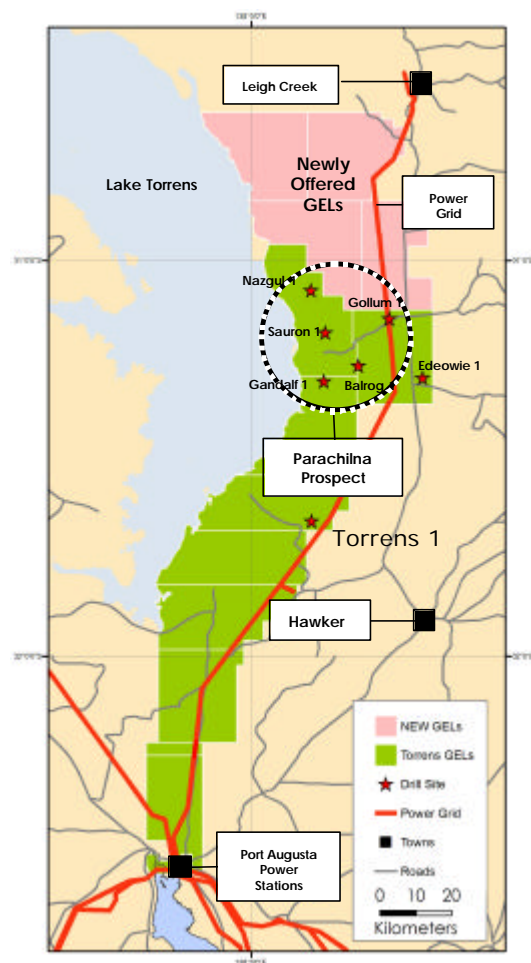 Leigh Creek
Lake Torrens
Newly
Offered
GELs
Power
Grid
Nazgul 1
Gollum 1
Sauron 1
Edeowie 1
Gandalf 1
Balrog
Parachilna
Prospect
Torrens 1
Hawker
NEW GELs
Torrens GELs
Drill Site
Power Grid
Towns
Roads
0 10 20
Kilometers
Port Augusta
Power
Stations